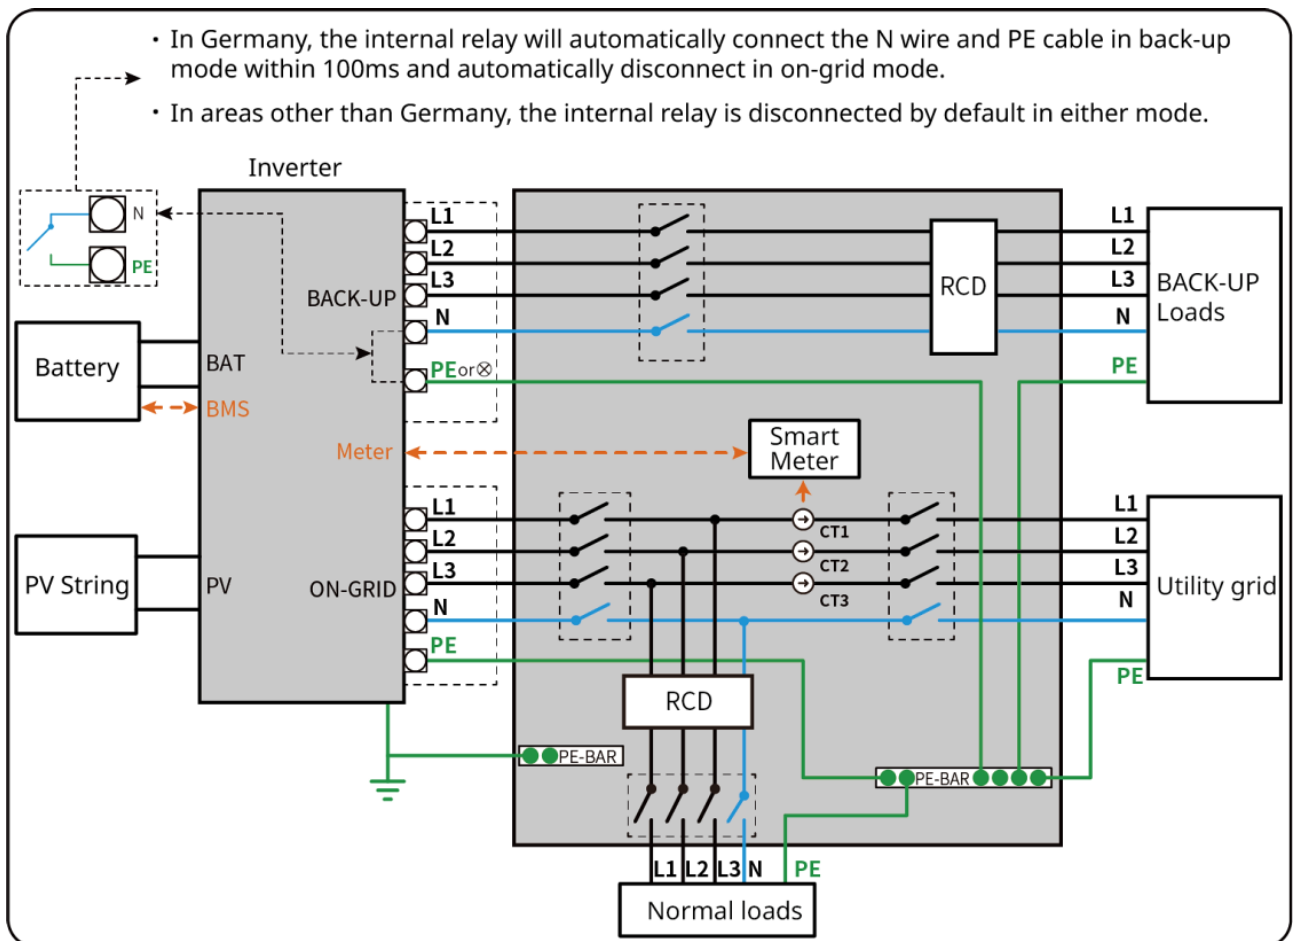 · In Germany, the internal relay will automatically connect the N wire and PE cable in back-up
mode within 100ms and automatically disconnect in on-grid mode.
· In areas other than Germany, the internal relay is disconnected by default in either mode.
Inverter
N
PE
L1
L2
L3
BACK-UP
N
PE or ⊗
RCD
L1
L2
L3
N
PE
BACK-UP
Loads
Battery
BAT
BMS
Meter
Smart
Meter
PV String
PV
ON-GRID
L1
L2
L3
N
PE
CT1
CT2
CT3
L1
L2
L3
N
PE
Utility grid
RCD
PE-BAR
PE-BAR
L1
L2
L3
N
PE
Normal loads